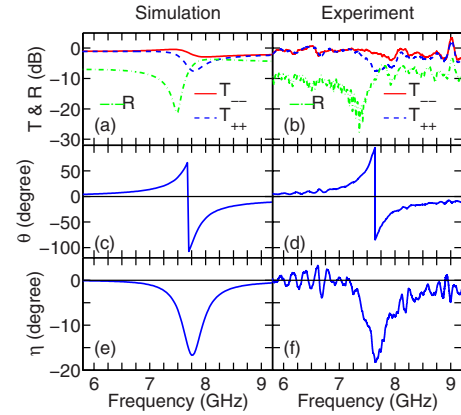 Simulation Experiment
T & R (dB)
0
−10
−20
−30
R
T−−
T++
(a)
R
T−−
T++
(b)
θ (degree)
50
0
−50
−100
(c)
(d)
η (degree)
0
−10
−20
(e)
(f)
6 7 8 9 6 7 8 9
Frequency (GHz) Frequency (GHz)